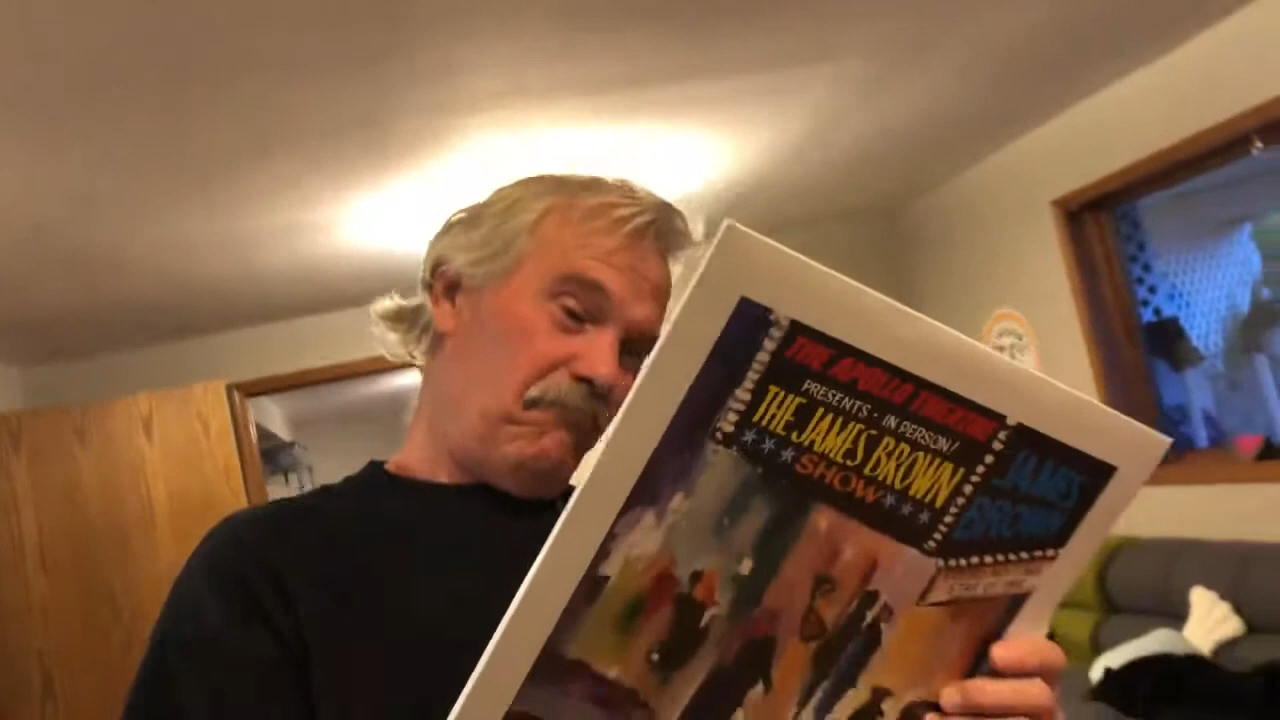 THE APOLLO THEATRE
PRESENTS · IN PERSON!
THE JAMES BROWN
SHOW
JAMES
BROWN